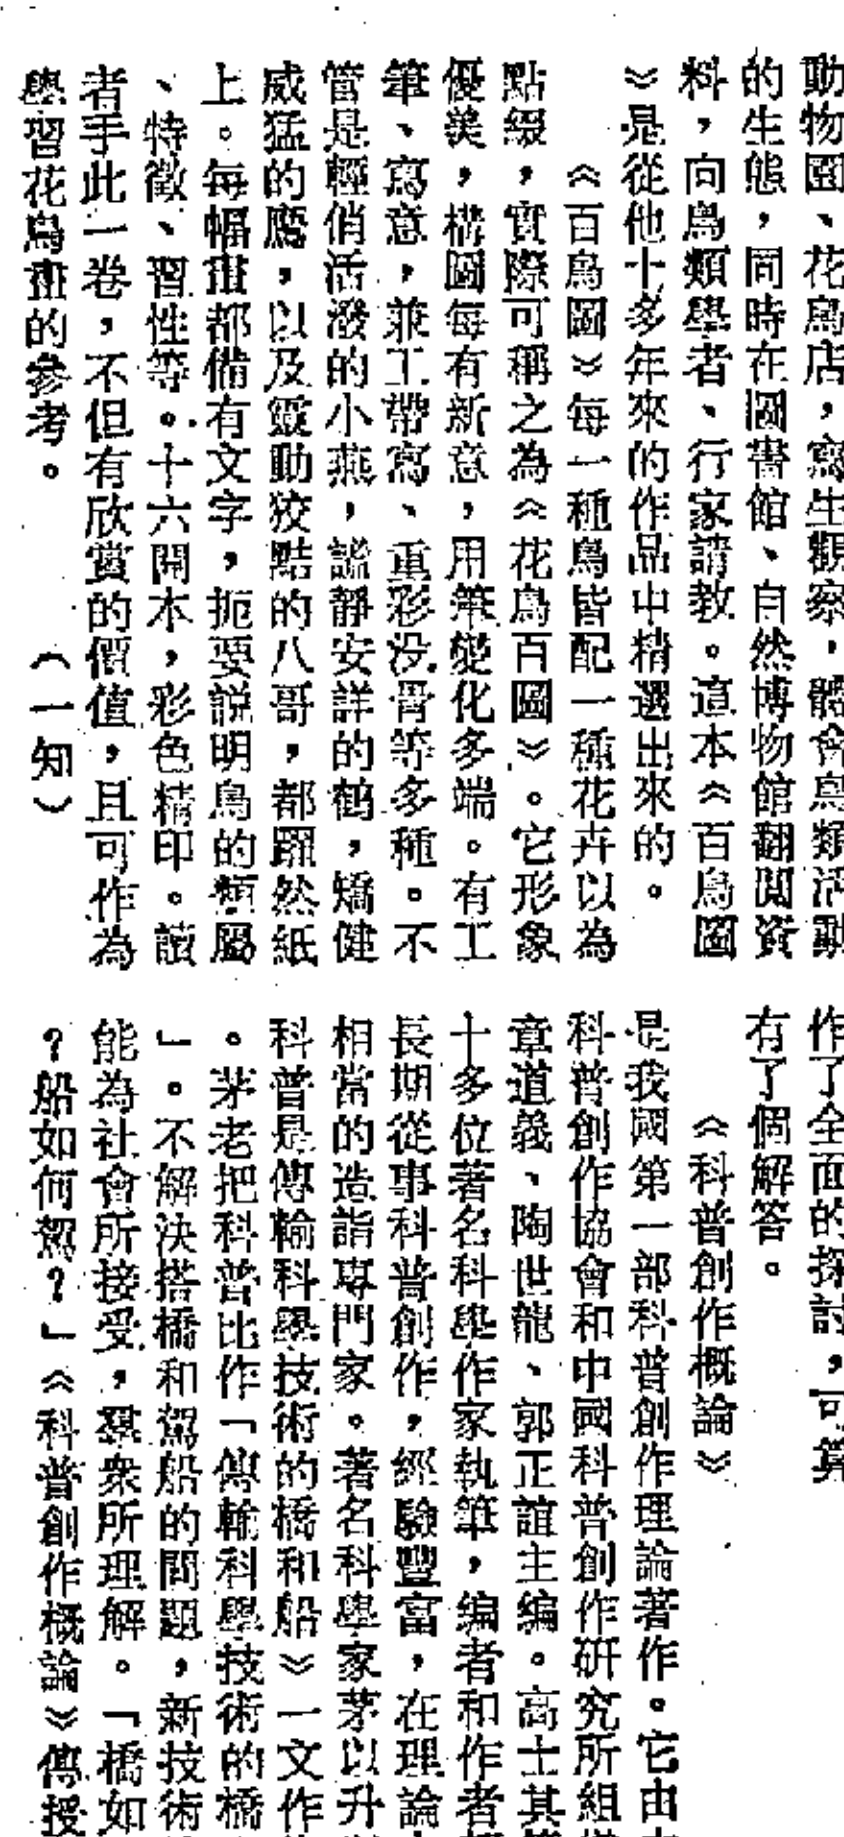 動物園、花鳥店，寫生觀察，體會鳥類活動
的生態，同時在圖書館、自然博物館翻閱資
料，向鳥類學者、行家請教。這本《百鳥圖
》是從他十多年來的作品中精選出來的。
《百鳥圖》每一種鳥皆配一種花卉以為
點綴，實際可稱之為《花鳥百圖》。它形象
優美，構圖每有新意，用筆變化多端。有工
筆、寫意，兼工帶寫、重彩没骨等多種。不
管是輕俏活潑的小燕，謐靜安詳的鶴，矯健
威猛的鷹，以及靈動狡黠的八哥，都躍然紙
上。每幅畫都備有文字，扼要説明鳥的類屬
、特徵、習性等。十六開本，彩色精印。讀
者手此一卷，不但有欣賞的價值，且可作為
學習花鳥畫的參考。（一知）
作了全面的探討，可算
有了個解答。
《科普創作概論》
是我國第一部科普創作理論著作。它由
科普創作協會和中國科普創作研究所組
章道義、陶世龍、郭正誼主編。高士其
十多位著名科學作家執筆，編者和作者
長期從事科普創作，經驗豐富，在理論
相當的造詣專門家。著名科學家茅以升
科普是傳輸科學技術的橋和船》一文作
。茅老把科普比作「傳輸科學技術的橋
」。不解決搭橋和駕船的問題，新技術
能為社會所接受，羣衆所理解。「橋如
？船如何駕？」《科普創作概論》傳授